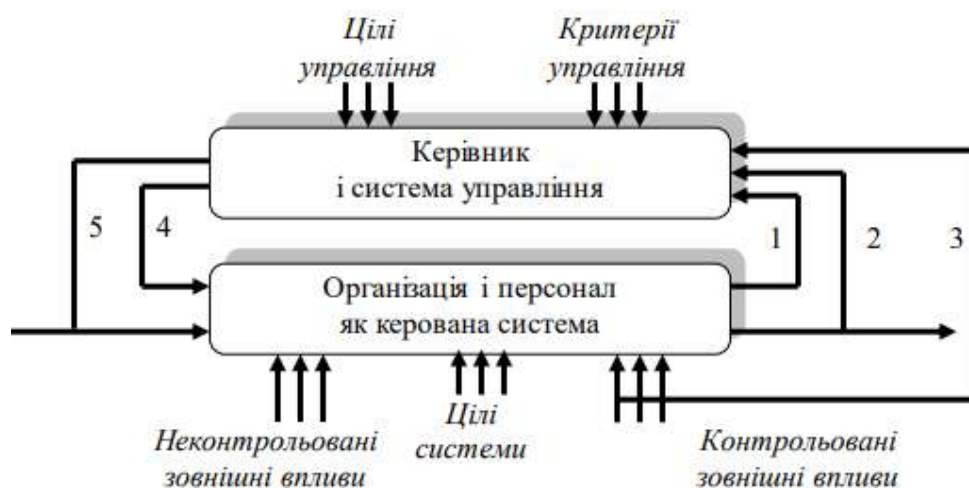 Цілі
управління
Критерії
управління
Керівник
і система управління
5
4
1
2
3
Організація і персонал
як керована система
Неконтрольовані
зовнішні впливи
Цілі
системи
Контрольовані
зовнішні впливи